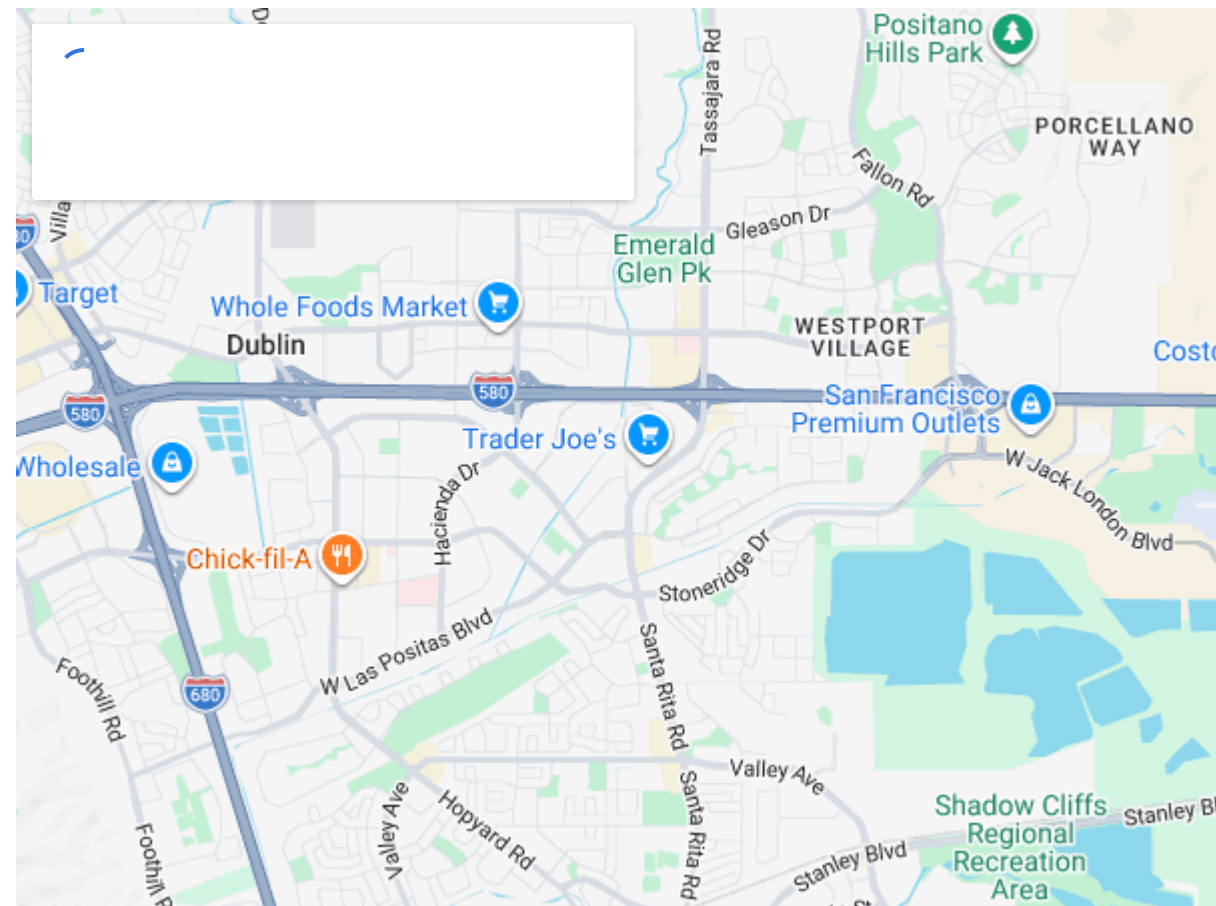 Positano
Hills Park
Tassajara Rd
PORCELLANO
WAY
Fallon Rd
Villa
Gleason Dr
80
Emerald
Glen Pk
Target
Whole Foods Market
WESTPORT
VILLAGE
Dublin
Costc
580
580
San Francisco
Premium Outlets
Trader Joe's
Wholesale
Hacienda Dr
W Jack London Blvd
Chick-fil-A
Stoneridge Dr
W Las Positas Blvd
Santa Rita Rd
Foothill Rd
680
Valley Ave
Santa Rita Rd
Valley Ave
Hopyard Rd
Shadow Cliffs
Regional
Recreation
Area
Stanley B
Foothill R
Stanley Blvd